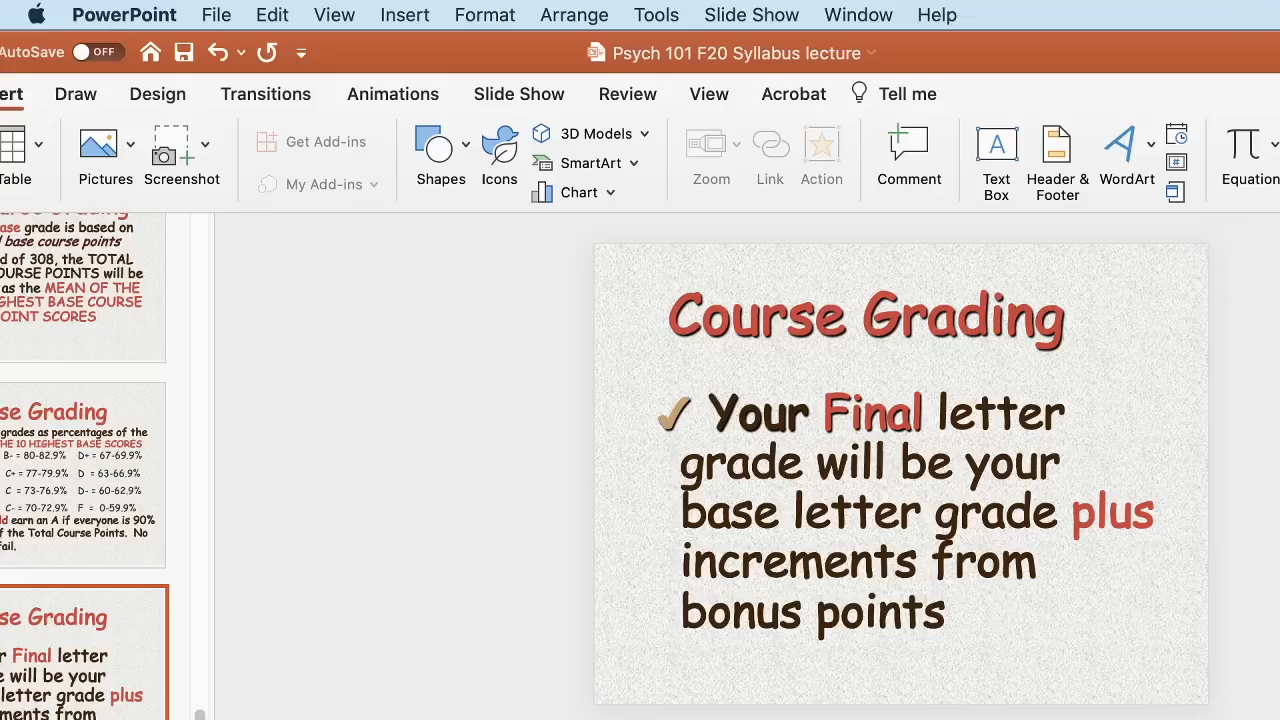 PowerPoint File Edit View Insert Format Arrange Tools Slide Show Window Help
AutoSave OFF Psych 101 F20 Syllabus lecture
ert Draw Design Transitions Animations Slide Show Review View Acrobat Tell me
Table Pictures Screenshot Get Add-ins My Add-ins Shapes Icons 3D Models SmartArt Chart Zoom Link Action Comment A Text Box Header & Footer A WordArt π Equation
Course Grading
ase grade is based on
l base course points
d of 308, the TOTAL
OURSE POINTS will be
as the MEAN OF THE
GHEST BASE COURSE
OINT SCORES
se Grading
grades as percentages of the
HE 10 HIGHEST BASE SCORES
B- = 80-82.9% D+ = 67-69.9%
C+ = 77-79.9% D = 63-66.9%
C = 73-76.9% D- = 60-62.9%
C- = 70-72.9% F = 0-59.9%
ld earn an A if everyone is 90%
f the Total Course Points. No
fail.
se Grading
r Final letter
e will be your
letter grade plus
ments from
Course Grading
✓ Your Final letter
grade will be your
base letter grade plus
increments from
bonus points